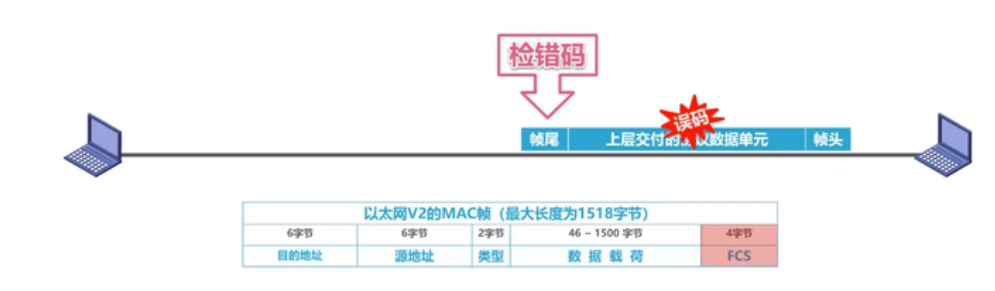 检错码
误码
帧尾 上层交付的协议数据单元 帧头
以太网V2的MAC帧（最大长度为1518字节）
6字节 6字节 2字节 46 ~ 1500 字节 4字节
目的地址 源地址 类型 数 据 载 荷 FCS